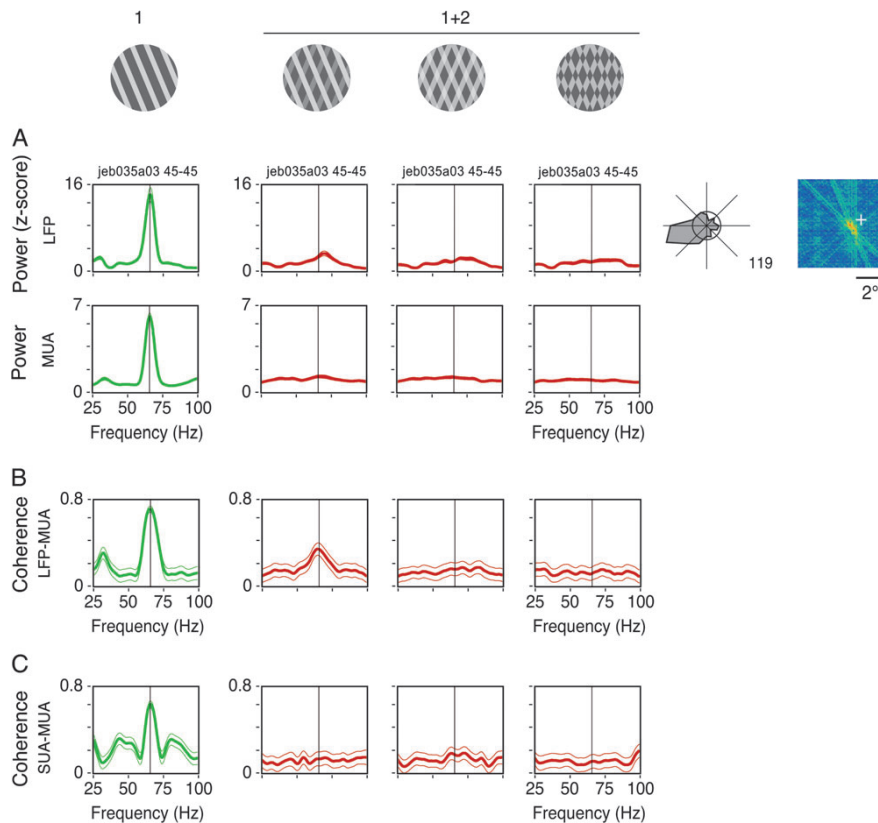 1
1+2
A
jeb035a03 45-45
jeb035a03 45-45
jeb035a03 45-45
jeb035a03 45-45
Power (z-score)
LFP
16
0
16
0
16
0
16
0
119
2°
Power
MUA
7
0
7
0
25 50 75 100
Frequency (Hz)
25 50 75 100
Frequency (Hz)
B
Coherence
LFP-MUA
0.8
0
0.8
0
25 50 75 100
Frequency (Hz)
25 50 75 100
Frequency (Hz)
C
Coherence
SUA-MUA
0.8
0
0.8
0
25 50 75 100
Frequency (Hz)
25 50 75 100
Frequency (Hz)